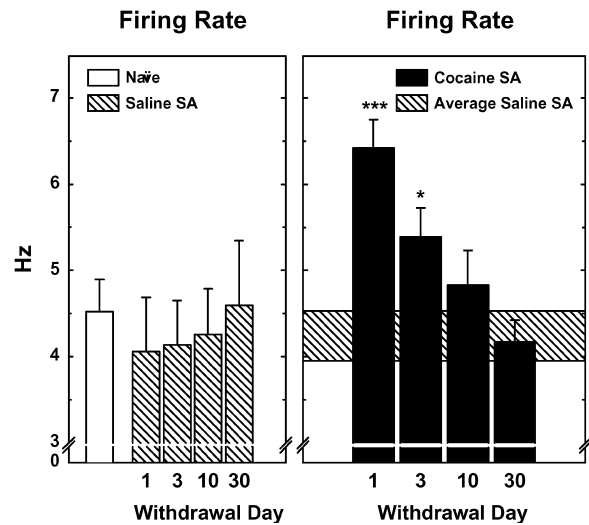 Firing Rate
Firing Rate
Naïve
Saline SA
Cocaine SA
Average Saline SA
***
*
Hz
7
6
5
4
3
0
1 3 10 30
1 3 10 30
Withdrawal Day
Withdrawal Day